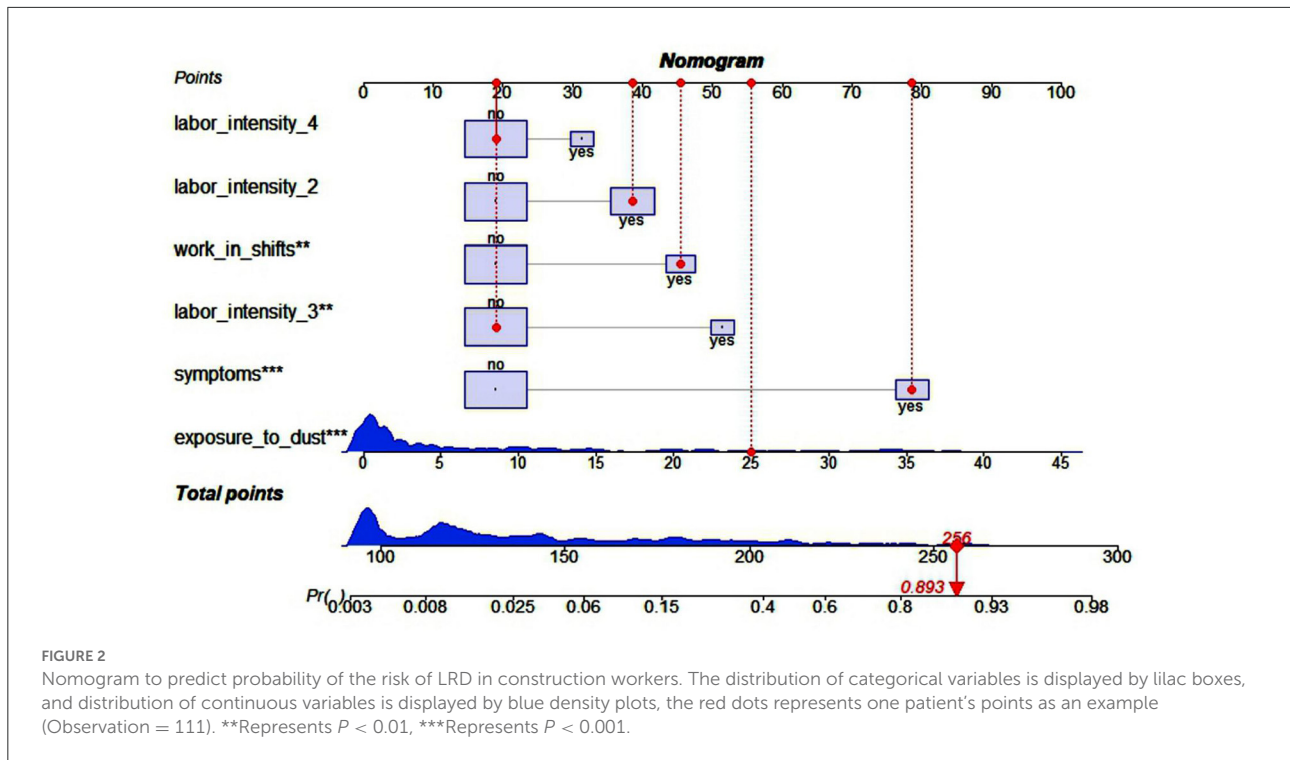 Nomogram
Points
0 10 20 30 40 50 60 70 80 90 100
no
labor_intensity_4
yes
no
labor_intensity_2
yes
no
work_in_shifts**
yes
no
labor_intensity_3**
yes
no
symptoms***
yes
exposure_to_dust***
0 5 10 15 20 25 30 35 40 45
Total points
256
100 150 200 250 300
0.893
Pr( )
0.003 0.008 0.025 0.06 0.15 0.4 0.6 0.8 0.93 0.98
FIGURE 2
Nomogram to predict probability of the risk of LRD in construction workers. The distribution of categorical variables is displayed by lilac boxes,
and distribution of continuous variables is displayed by blue density plots, the red dots represents one patient's points as an example
(Observation = 111). **Represents P < 0.01, ***Represents P < 0.001.